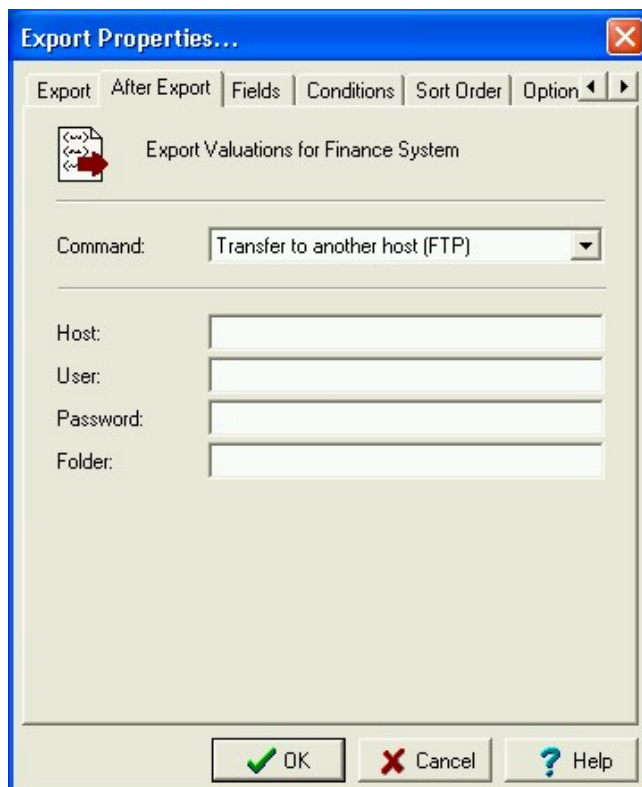 Export Properties...
Export After Export Fields Conditions Sort Order Option
Export Valuations for Finance System
Command: Transfer to another host (FTP)
Host:
User:
Password:
Folder:
OK Cancel Help